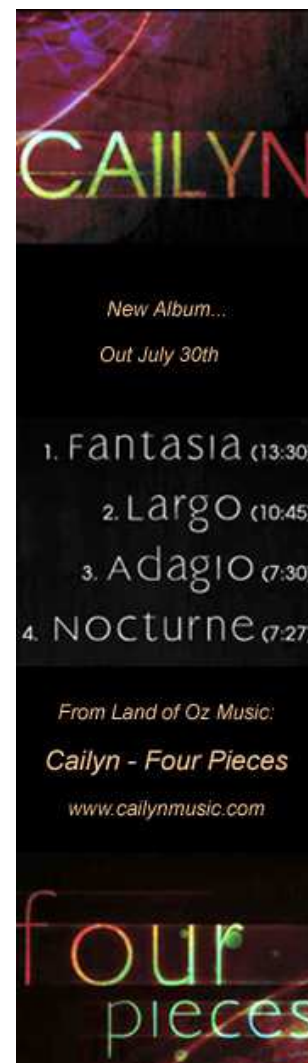 CAILYN
New Album...
Out July 30th
1. Fantasia (13:30)
2. Largo (10:45
3. Adagio (7:30)
4. Nocturne (7:27)
From Land of Oz Music:
Cailyn - Four Pieces
www.cailynmusic.com
four
pieces